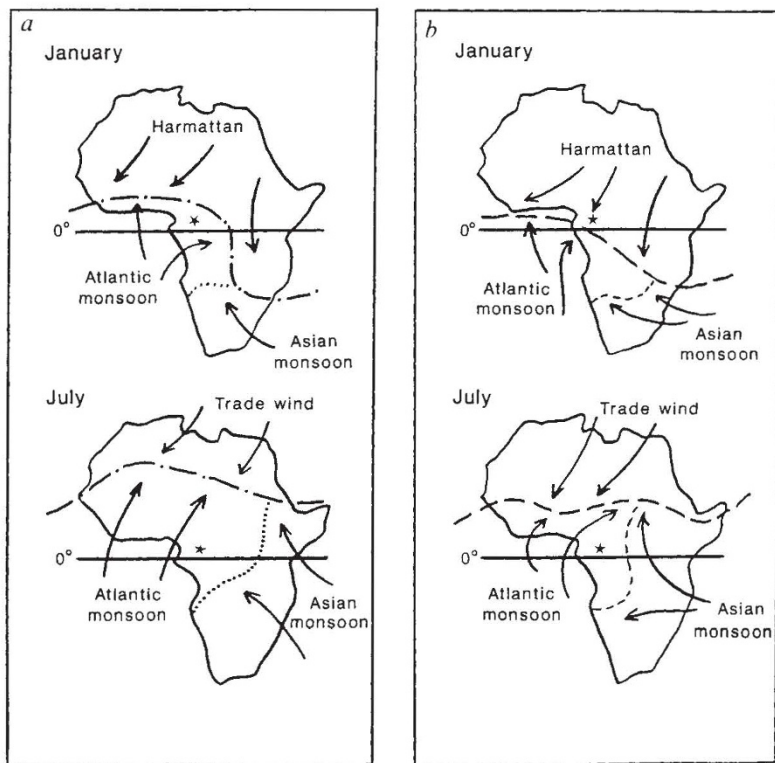 a
January
Harmattan
0°
Atlantic
monsoon
Asian
monsoon
July
Trade wind
0°
Atlantic
monsoon
Asian
monsoon
b
January
Harmattan
0°
Atlantic
monsoon
Asian
monsoon
July
Trade wind
0°
Atlantic
monsoon
Asian
monsoon